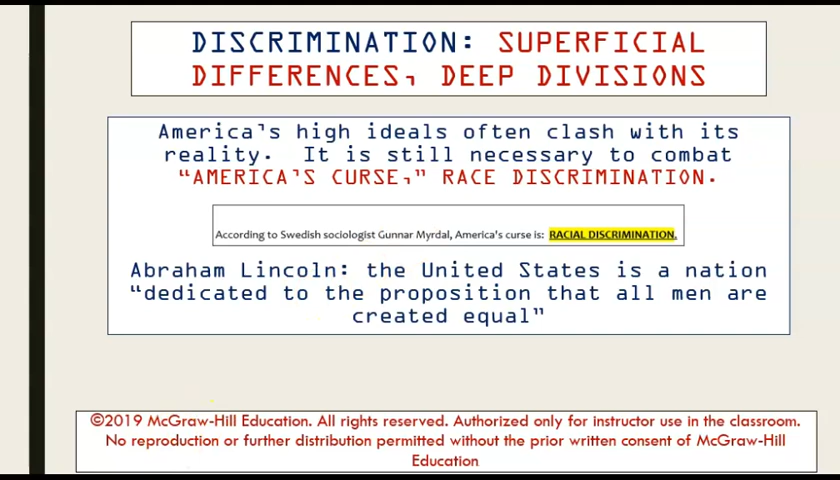 DISCRIMINATION: SUPERFICIAL
DIFFERENCES, DEEP DIVISIONS
America's high ideals often clash with its
reality. It is still necessary to combat
“AMERICA'S CURSE,” RACE DISCRIMINATION.
According to Swedish sociologist Gunnar Myrdal, America's curse is: RACIAL DISCRIMINATION.
Abraham Lincoln: the United States is a nation
“dedicated to the proposition that all men are
created equal”
©2019 McGraw-Hill Education. All rights reserved. Authorized only for instructor use in the classroom.
No reproduction or further distribution permitted without the prior written consent of McGraw-Hill
Education